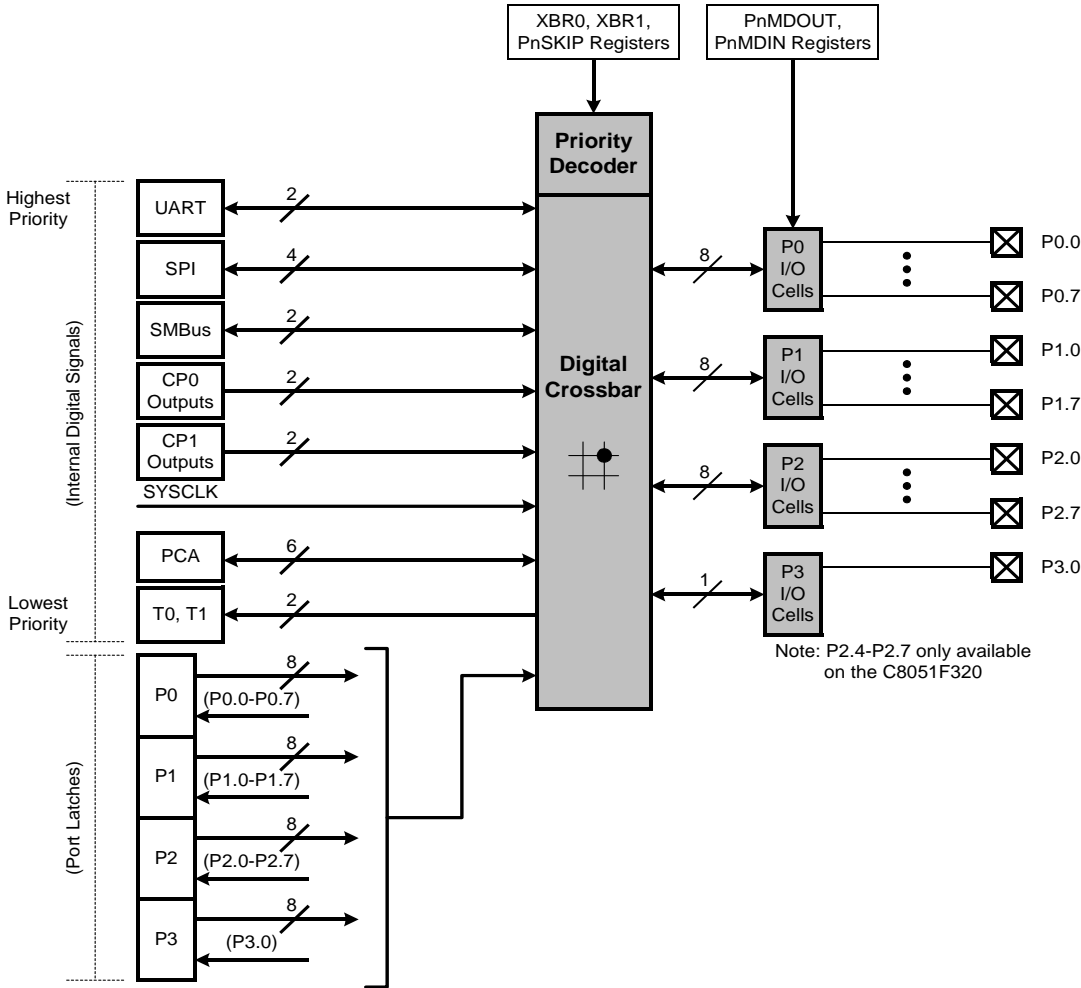 XBR0, XBR1,
PnSKIP Registers
PnMDOUT,
PnMDIN Registers
Priority
Decoder
Highest
Priority
(Internal Digital Signals)
Lowest
Priority
UART
2
SPI
4
SMBus
2
CP0
Outputs
2
CP1
Outputs
2
SYSCLK
PCA
6
T0, T1
2
Digital
Crossbar
8
P0
I/O
Cells
P0.0
P0.7
8
P1
I/O
Cells
P1.0
P1.7
8
P2
I/O
Cells
P2.0
P2.7
1
P3
I/O
Cells
P3.0
Note: P2.4-P2.7 only available
on the C8051F320
(Port Latches)
P0
8
(P0.0-P0.7)
P1
8
(P1.0-P1.7)
P2
8
(P2.0-P2.7)
P3
8
(P3.0)